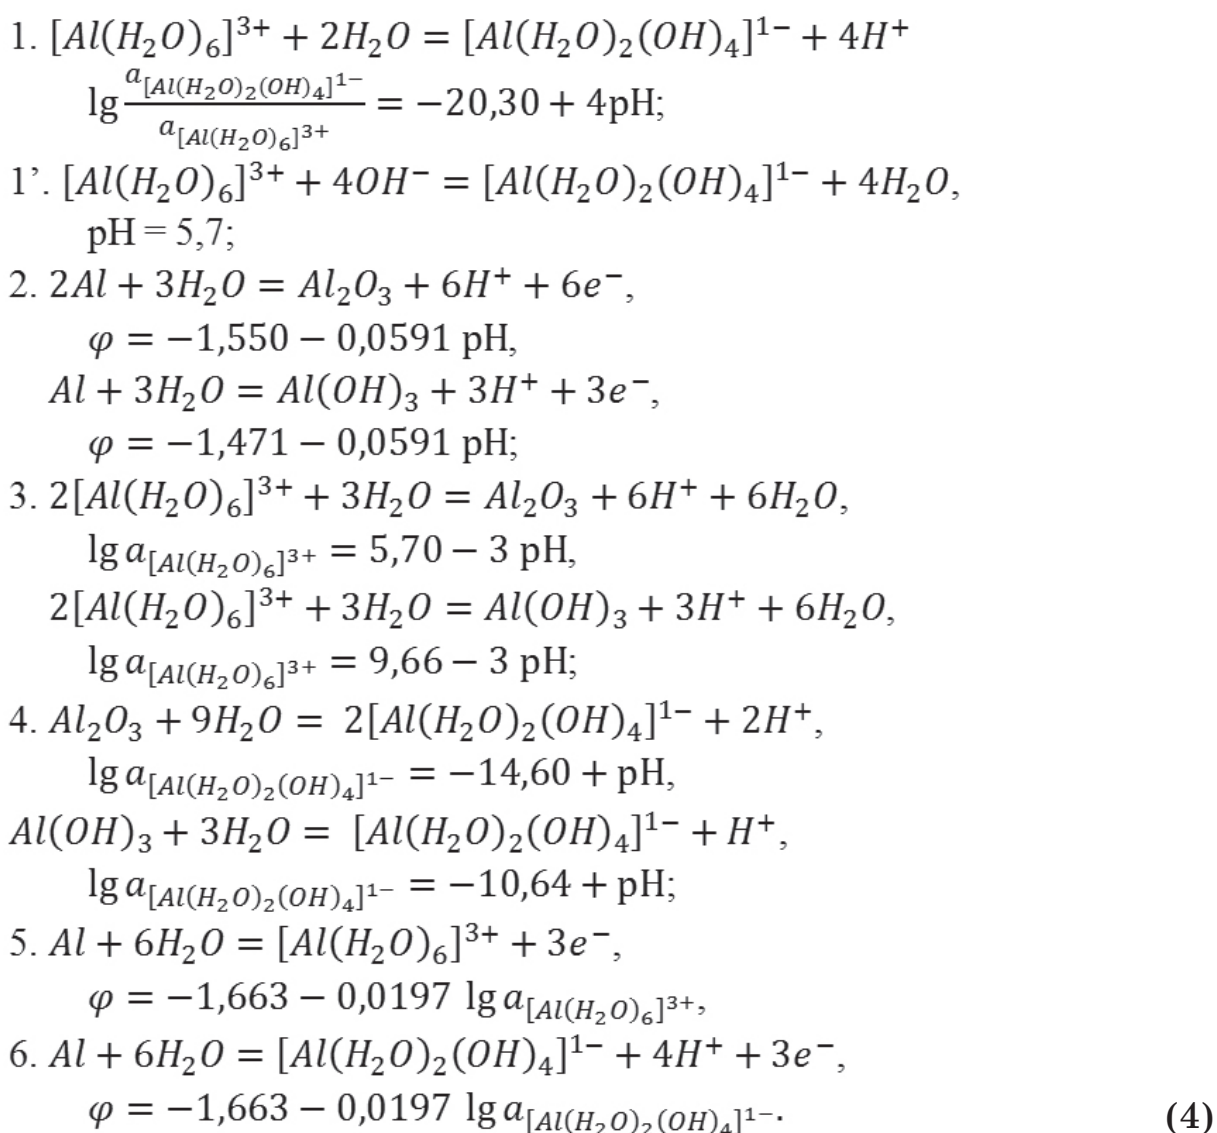 1. [Al(H₂O)₆]³⁺ + 2H₂O = [Al(H₂O)₂(OH)₄]¹⁻ + 4H⁺
lg a_[Al(H₂O)₂(OH)₄]¹⁻ / a_[Al(H₂O)₆]³⁺ = −20,30 + 4pH;
1’. [Al(H₂O)₆]³⁺ + 4OH⁻ = [Al(H₂O)₂(OH)₄]¹⁻ + 4H₂O,
pH = 5,7;
2. 2Al + 3H₂O = Al₂O₃ + 6H⁺ + 6e⁻,
φ = −1,550 − 0,0591 pH,
Al + 3H₂O = Al(OH)₃ + 3H⁺ + 3e⁻,
φ = −1,471 − 0,0591 pH;
3. 2[Al(H₂O)₆]³⁺ + 3H₂O = Al₂O₃ + 6H⁺ + 6H₂O,
lg a_[Al(H₂O)₆]³⁺ = 5,70 − 3 pH,
2[Al(H₂O)₆]³⁺ + 3H₂O = Al(OH)₃ + 3H⁺ + 6H₂O,
lg a_[Al(H₂O)₆]³⁺ = 9,66 − 3 pH;
4. Al₂O₃ + 9H₂O = 2[Al(H₂O)₂(OH)₄]¹⁻ + 2H⁺,
lg a_[Al(H₂O)₂(OH)₄]¹⁻ = −14,60 + pH,
Al(OH)₃ + 3H₂O = [Al(H₂O)₂(OH)₄]¹⁻ + H⁺,
lg a_[Al(H₂O)₂(OH)₄]¹⁻ = −10,64 + pH;
5. Al + 6H₂O = [Al(H₂O)₆]³⁺ + 3e⁻,
φ = −1,663 − 0,0197 lg a_[Al(H₂O)₆]³⁺,
6. Al + 6H₂O = [Al(H₂O)₂(OH)₄]¹⁻ + 4H⁺ + 3e⁻,
φ = −1,663 − 0,0197 lg a_[Al(H₂O)₂(OH)₄]¹⁻. (4)